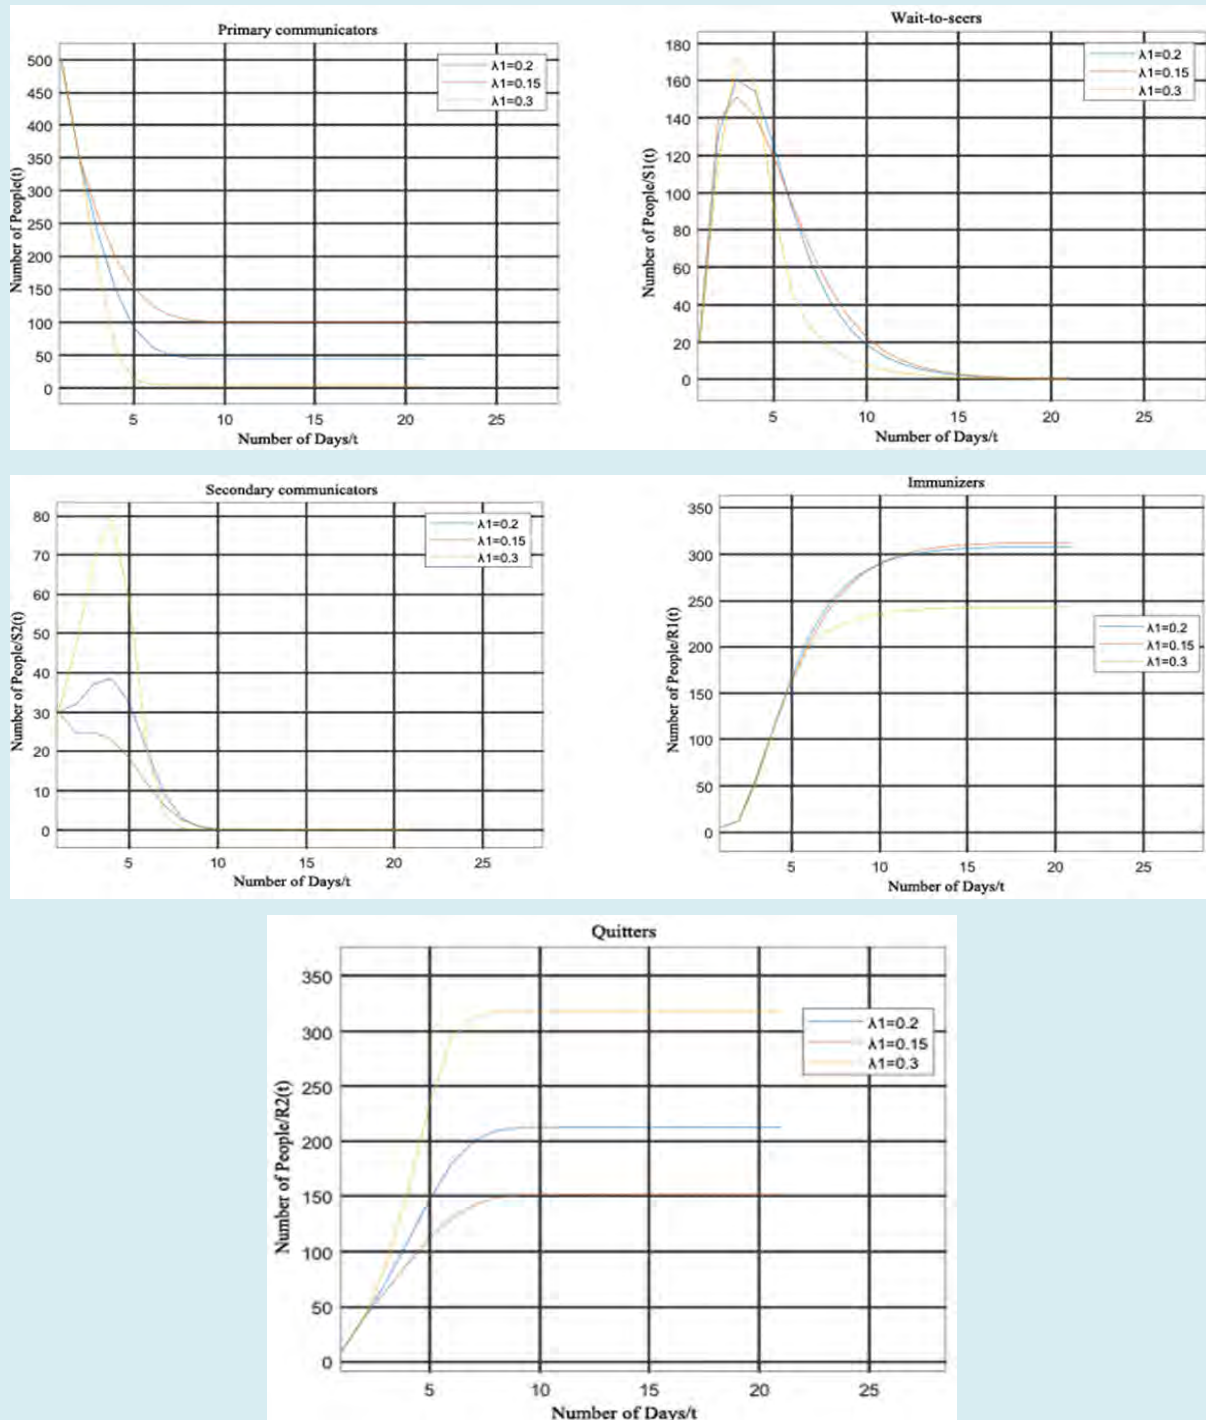 Primary communicators
500
450
400
350
300
250
200
150
100
50
0
Number of People(t)
λ1=0.2
λ1=0.15
λ1=0.3
5 10 15 20 25
Number of Days/t
Wait-to-seers
180
160
140
120
100
80
60
40
20
0
Number of People/S1(t)
λ1=0.2
λ1=0.15
λ1=0.3
5 10 15 20 25
Number of Days/t
Secondary communicators
80
70
60
50
40
30
20
10
0
Number of People/S2(t)
λ1=0.2
λ1=0.15
λ1=0.3
5 10 15 20 25
Number of Days/t
Immunizers
350
300
250
200
150
100
50
0
Number of People/R1(t)
λ1=0.2
λ1=0.15
λ1=0.3
5 10 15 20 25
Number of Days/t
Quitters
350
300
250
200
150
100
50
0
Number of People/R2(t)
λ1=0.2
λ1=0.15
λ1=0.3
5 10 15 20 25
Number of Days/t